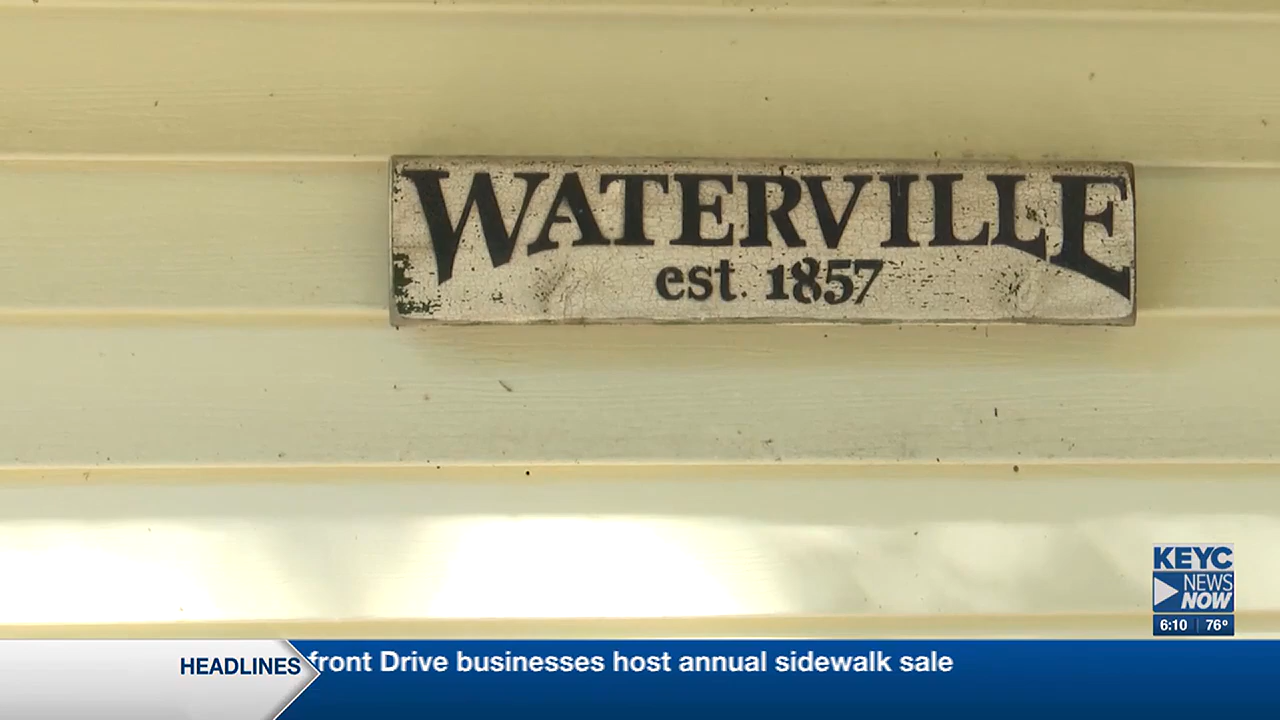 WATERVILLE
est. 1857
KEYC
NEWS
NOW
6:10 76°
HEADLINES
front Drive businesses host annual sidewalk sale